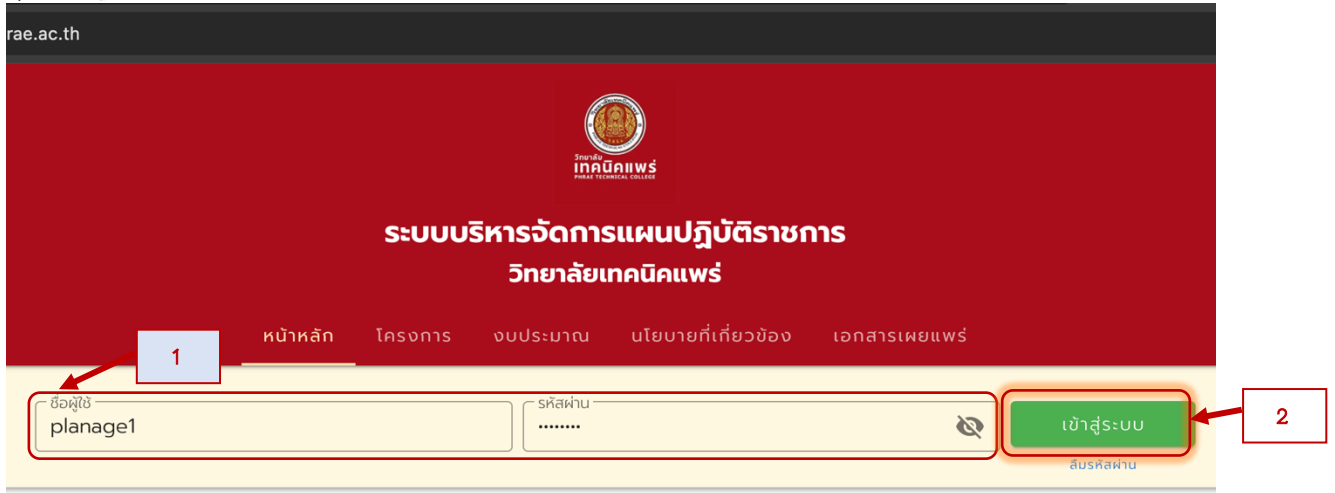 rae.ac.th
วิทยาลัย
เทคนิคแพร่
PHRAE TECHNICAL COLLEGE
ระบบบริหารจัดการแผนปฏิบัติราชการ
วิทยาลัยเทคนิคแพร่
หน้าหลัก โครงการ งบประมาณ นโยบายที่เกี่ยวข้อง เอกสารเผยแพร่
1
ชื่อผู้ใช้ รหัสผ่าน
planage1 ••••••••
เข้าสู่ระบบ
2
ลืมรหัสผ่าน